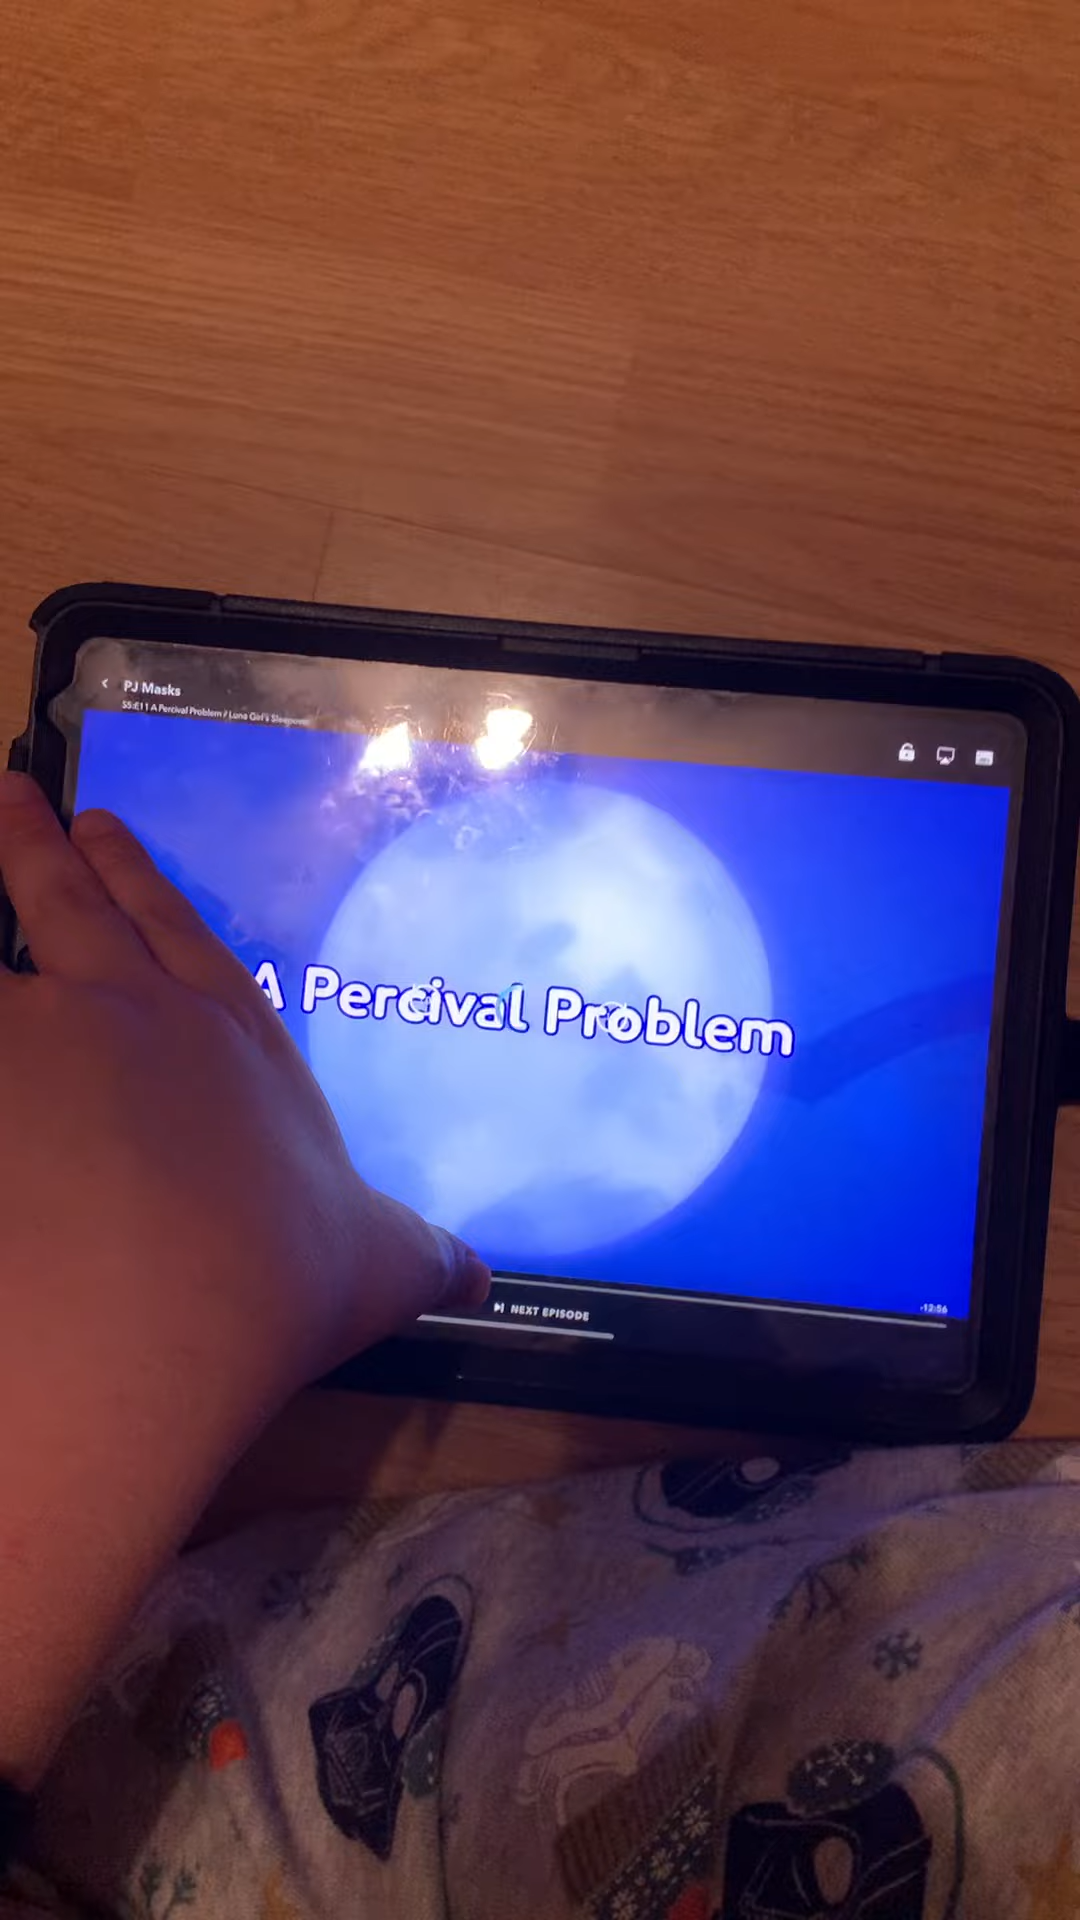 PJ Masks
S5:E11 A Percival Problem / Luna Girl's Sleepover
A Percival Problem
-12:56
NEXT EPISODE